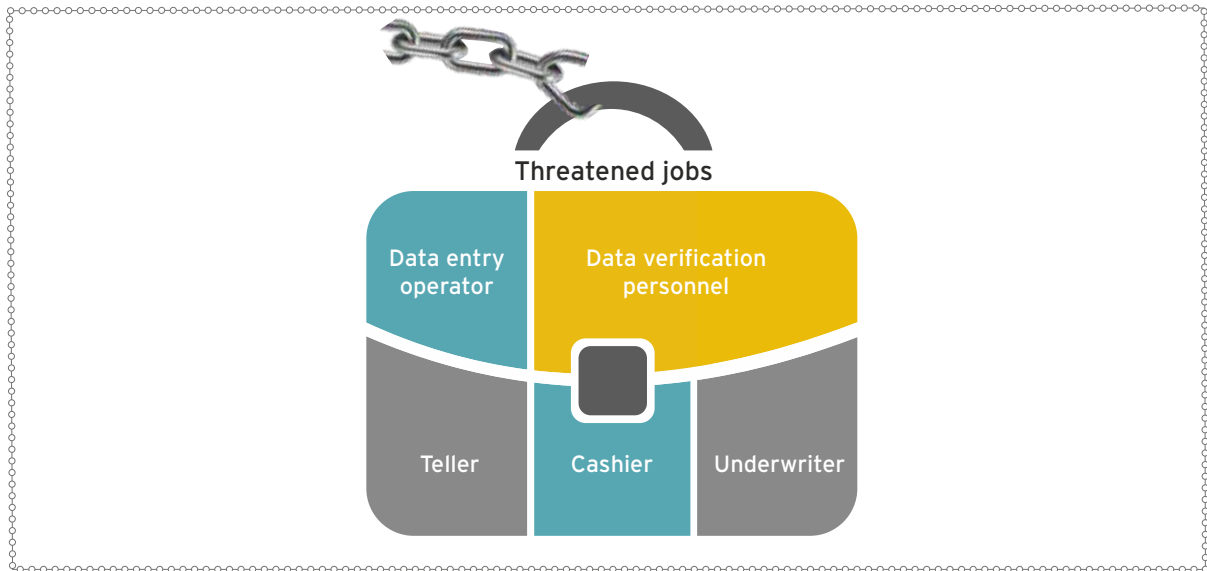 Threatened jobs
Data entry
operator
Data verification
personnel
Teller
Cashier
Underwriter